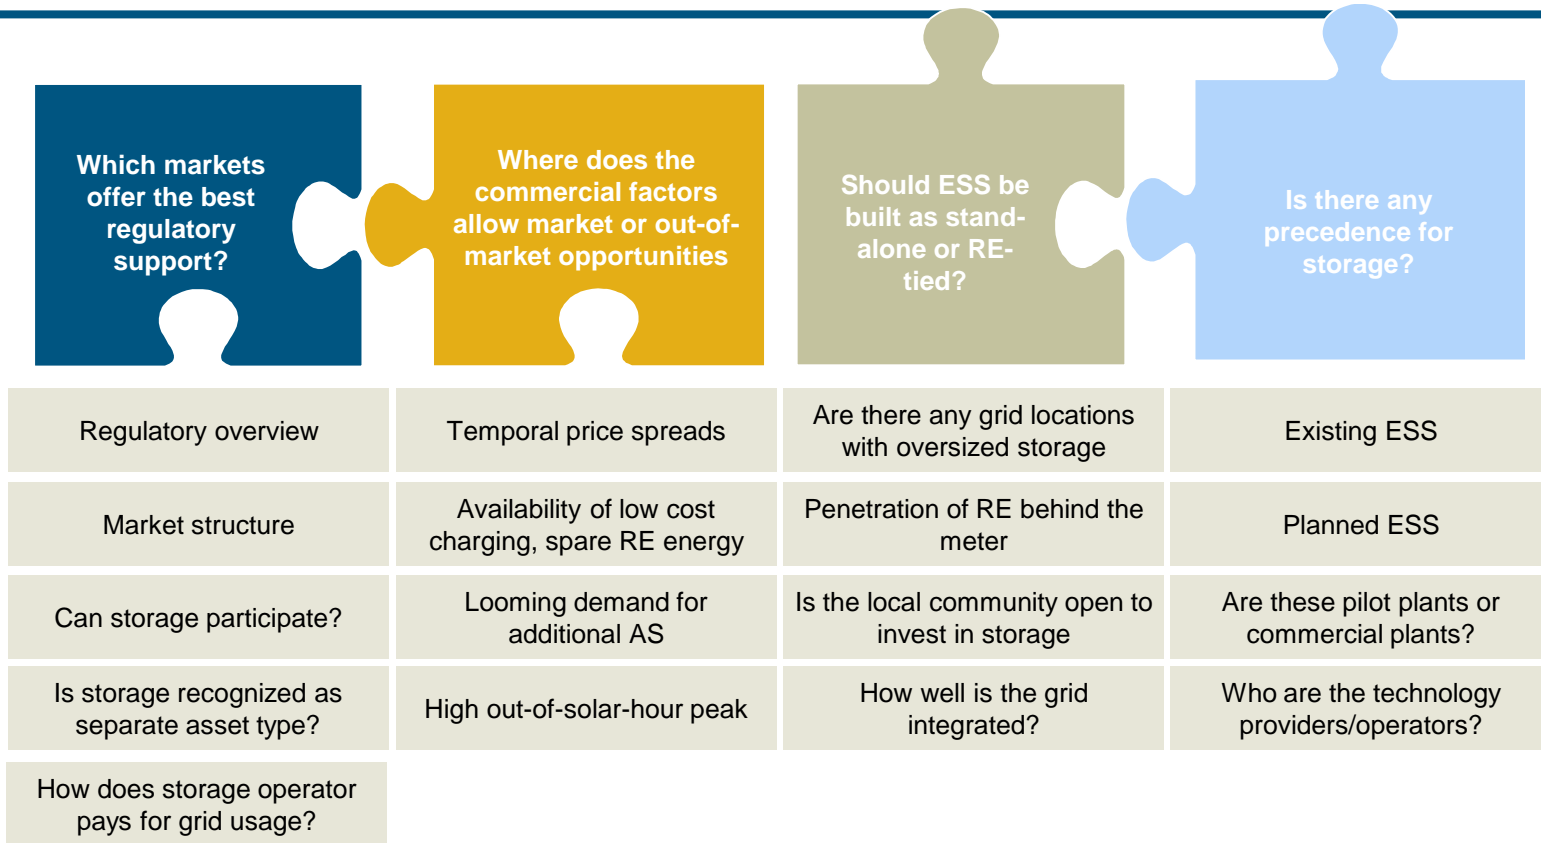 Which markets
offer the best
regulatory
support?
Where does the
commercial factors
allow market or out-of-
market opportunities
Should ESS be
built as stand-
alone or RE-
tied?
Is there any
precedence for
storage?
Regulatory overview
Temporal price spreads
Are there any grid locations
with oversized storage
Existing ESS
Market structure
Availability of low cost
charging, spare RE energy
Penetration of RE behind the
meter
Planned ESS
Can storage participate?
Looming demand for
additional AS
Is the local community open to
invest in storage
Are these pilot plants or
commercial plants?
Is storage recognized as
separate asset type?
High out-of-solar-hour peak
How well is the grid
integrated?
Who are the technology
providers/operators?
How does storage operator
pays for grid usage?